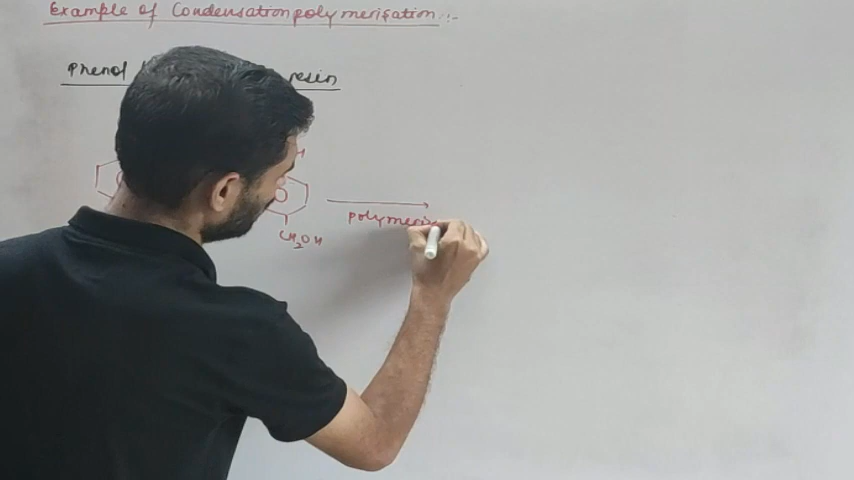 Example of Condensation polymerisation :-
Phenol resin
H
polymeris
CH2OH